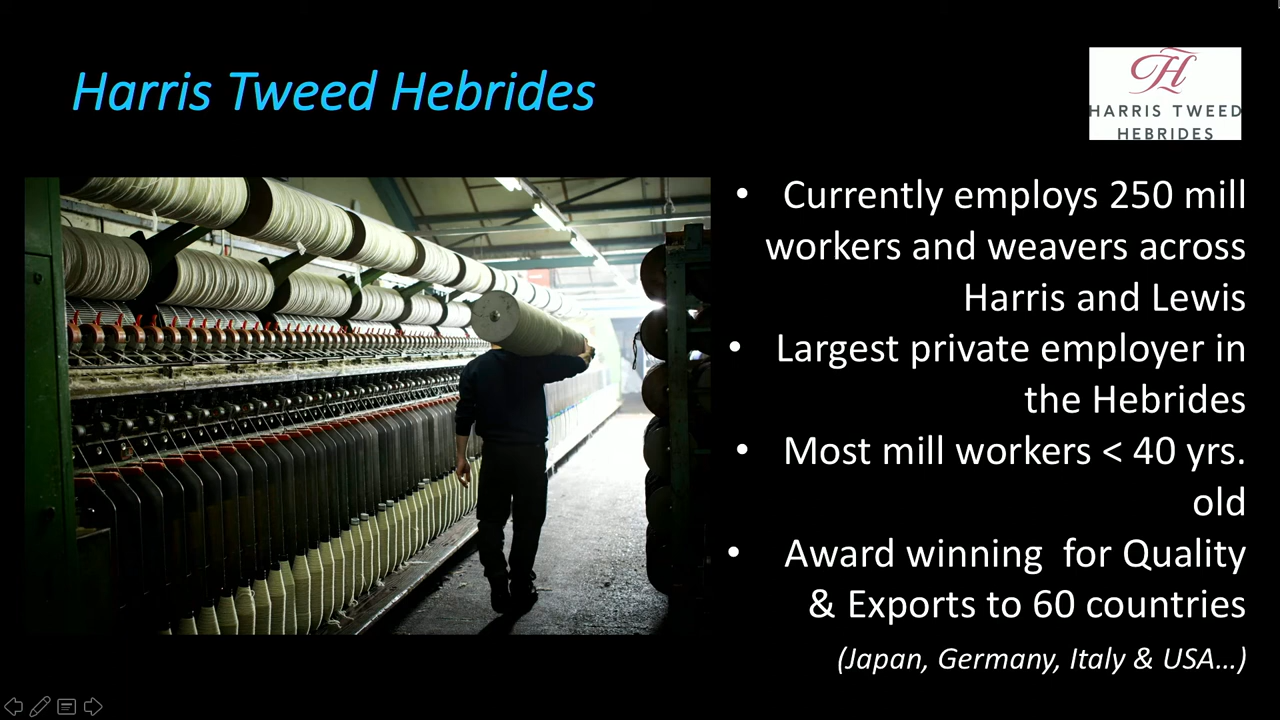 Harris Tweed Hebrides
H
HARRIS TWEED
HEBRIDES
• Currently employs 250 mill
workers and weavers across
Harris and Lewis
• Largest private employer in
the Hebrides
• Most mill workers < 40 yrs.
old
• Award winning  for Quality
& Exports to 60 countries
(Japan, Germany, Italy & USA...)